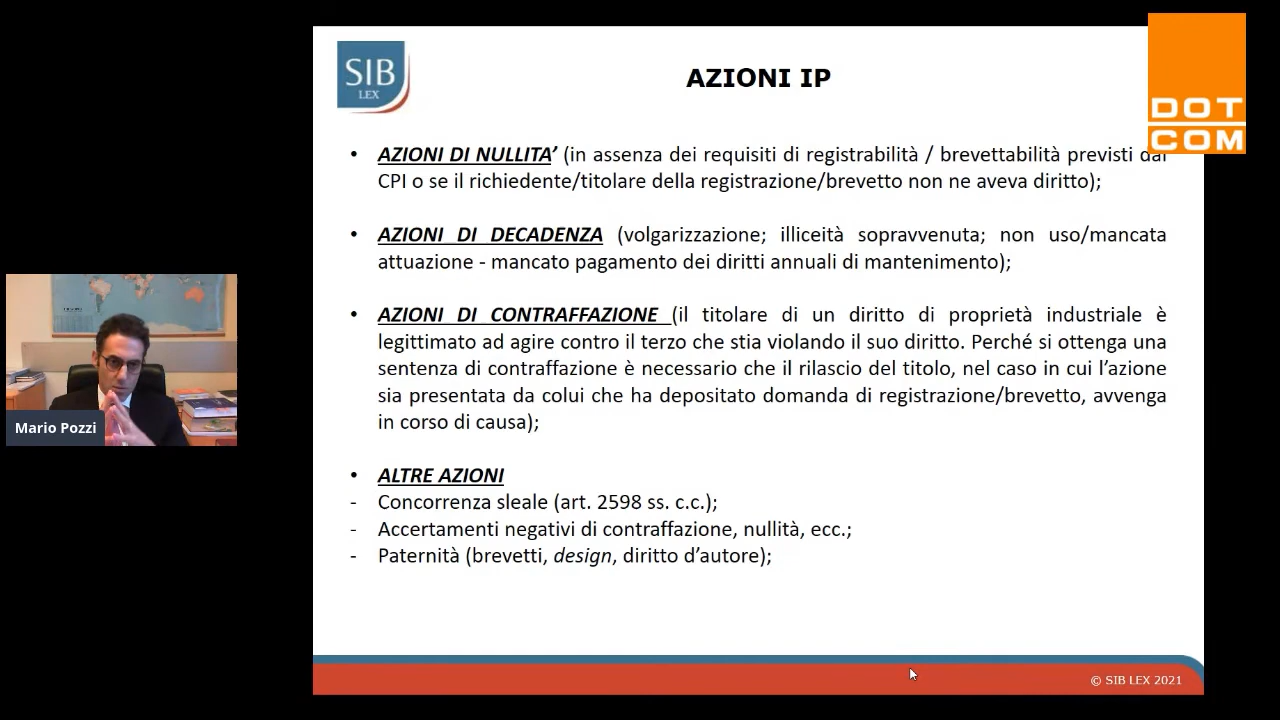 SIB
LEX
AZIONI IP
DOT
COM
• AZIONI DI NULLITA’ (in assenza dei requisiti di registrabilità / brevettabilità previsti dal
CPI o se il richiedente/titolare della registrazione/brevetto non ne aveva diritto);
• AZIONI DI DECADENZA (volgarizzazione; illiceità sopravvenuta; non uso/mancata
attuazione - mancato pagamento dei diritti annuali di mantenimento);
• AZIONI DI CONTRAFFAZIONE (il titolare di un diritto di proprietà industriale è
legittimato ad agire contro il terzo che stia violando il suo diritto. Perché si ottenga una
sentenza di contraffazione è necessario che il rilascio del titolo, nel caso in cui l’azione
sia presentata da colui che ha depositato domanda di registrazione/brevetto, avvenga
in corso di causa);
• ALTRE AZIONI
- Concorrenza sleale (art. 2598 ss. c.c.);
- Accertamenti negativi di contraffazione, nullità, ecc.;
- Paternità (brevetti, design, diritto d’autore);
Mario Pozzi
© SIB LEX 2021